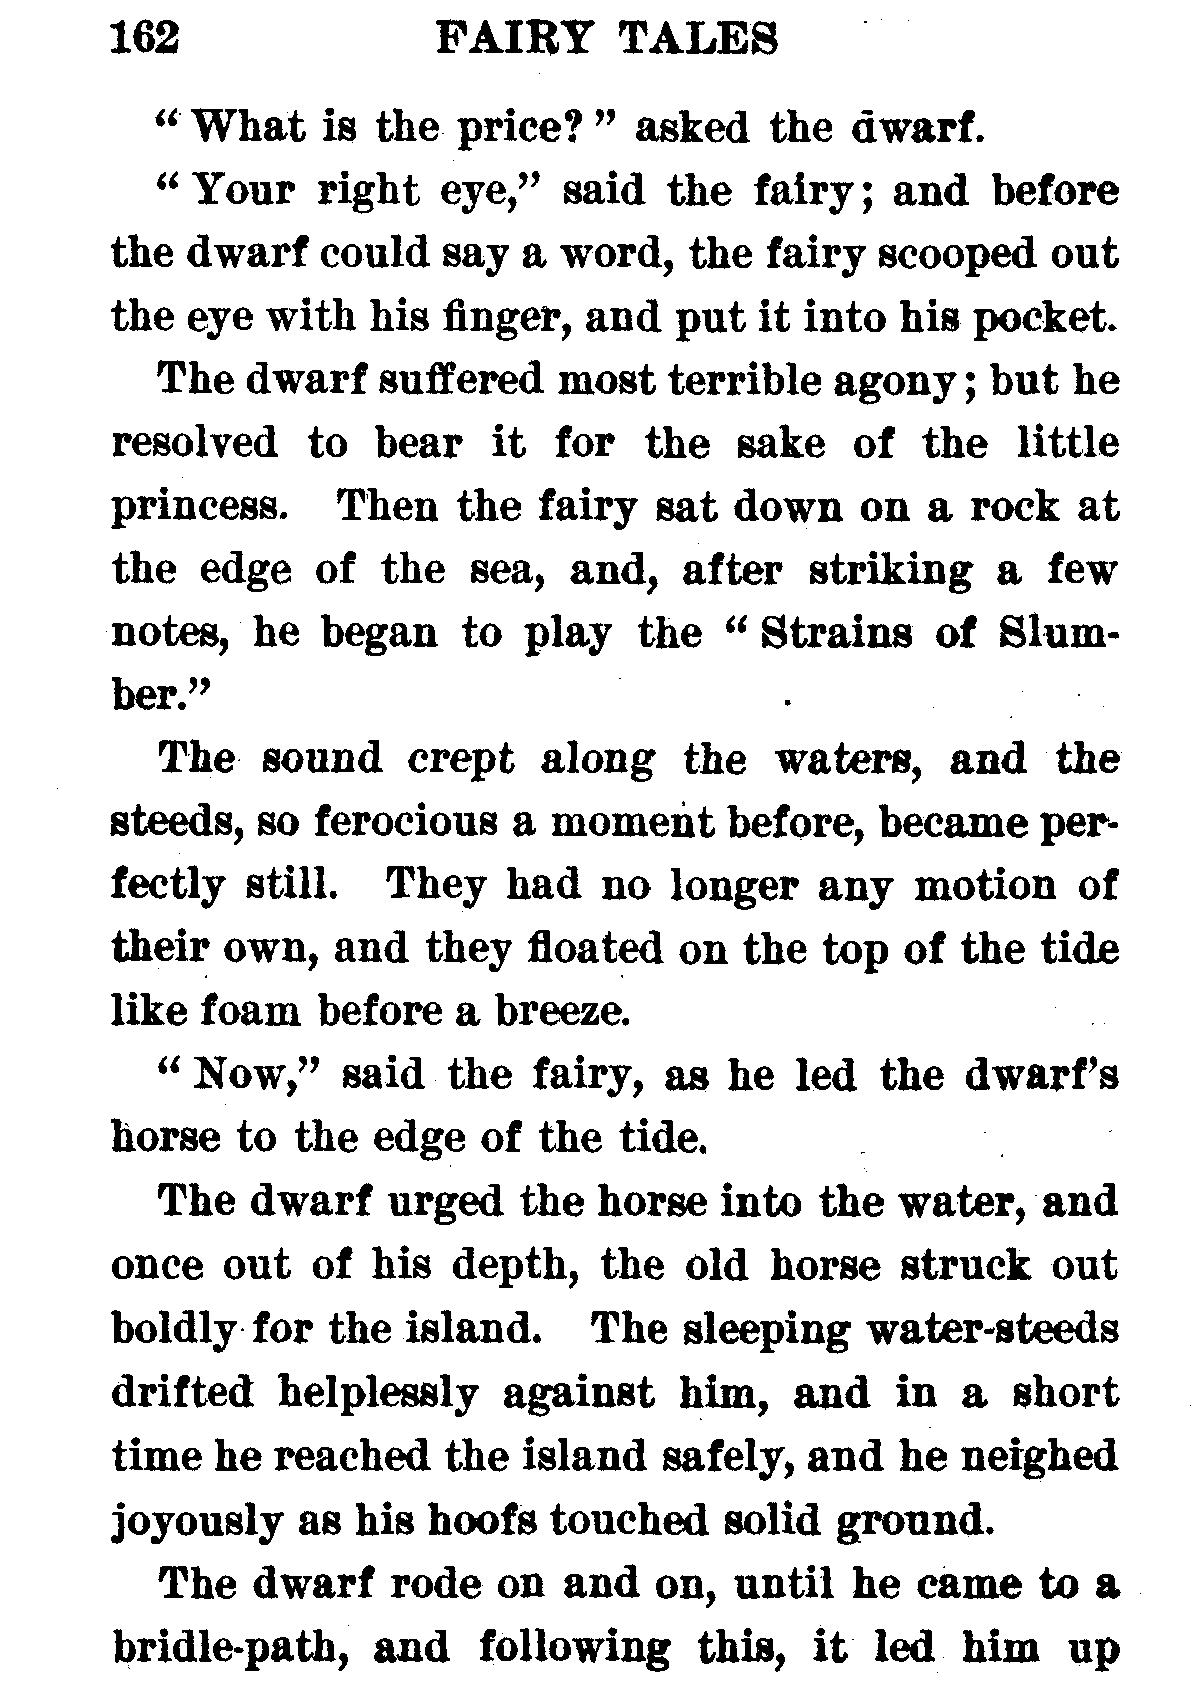 162 FAIRY TALES
“What is the price?” asked the dwarf.
“Your right eye,” said the fairy; and before
the dwarf could say a word, the fairy scooped out
the eye with his finger, and put it into his pocket.
The dwarf suffered most terrible agony; but he
resolved to bear it for the sake of the little
princess. Then the fairy sat down on a rock at
the edge of the sea, and, after striking a few
notes, he began to play the “Strains of Slum-
ber.”
The sound crept along the waters, and the
steeds, so ferocious a moment before, became per-
fectly still. They had no longer any motion of
their own, and they floated on the top of the tide
like foam before a breeze.
“Now,” said the fairy, as he led the dwarf’s
horse to the edge of the tide.
The dwarf urged the horse into the water, and
once out of his depth, the old horse struck out
boldly for the island. The sleeping water-steeds
drifted helplessly against him, and in a short
time he reached the island safely, and he neighed
joyously as his hoofs touched solid ground.
The dwarf rode on and on, until he came to a
bridle-path, and following this, it led him up